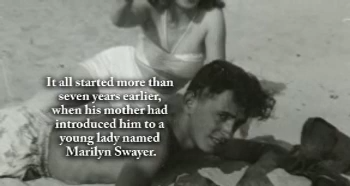 It all started more than
seven years earlier,
when his mother had
introduced him to a
young lady named
Marilyn Swayer.